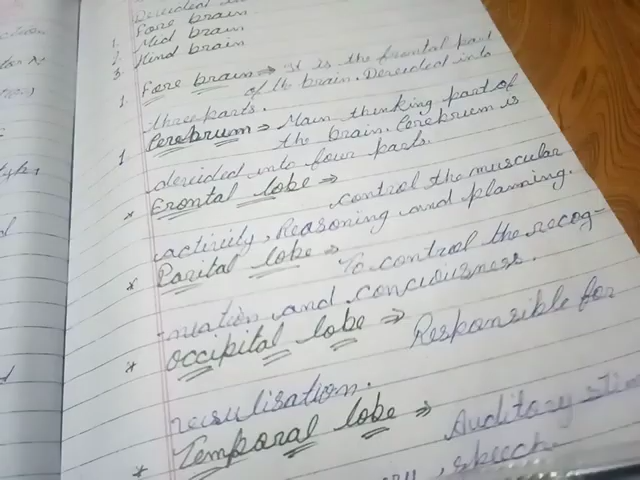 1. Fore brain
2. Mid brain
3. Hind brain
1. Fore brain ⇒ It is the frontal part
of the brain. Devided into
three parts.
1. Cerebrum ⇒ Main thinking part of
the brain. Cerebrum is
devided into four parts.
* Frontal lobe ⇒
control the muscular
activity, Reasoning and planning.
* Parital lobe ⇒
To control the recog-
-nization and conciousness.
* Occipital lobe ⇒ Responsible for
visulisation.
* Temporal lobe ⇒
Auditory
, speech.